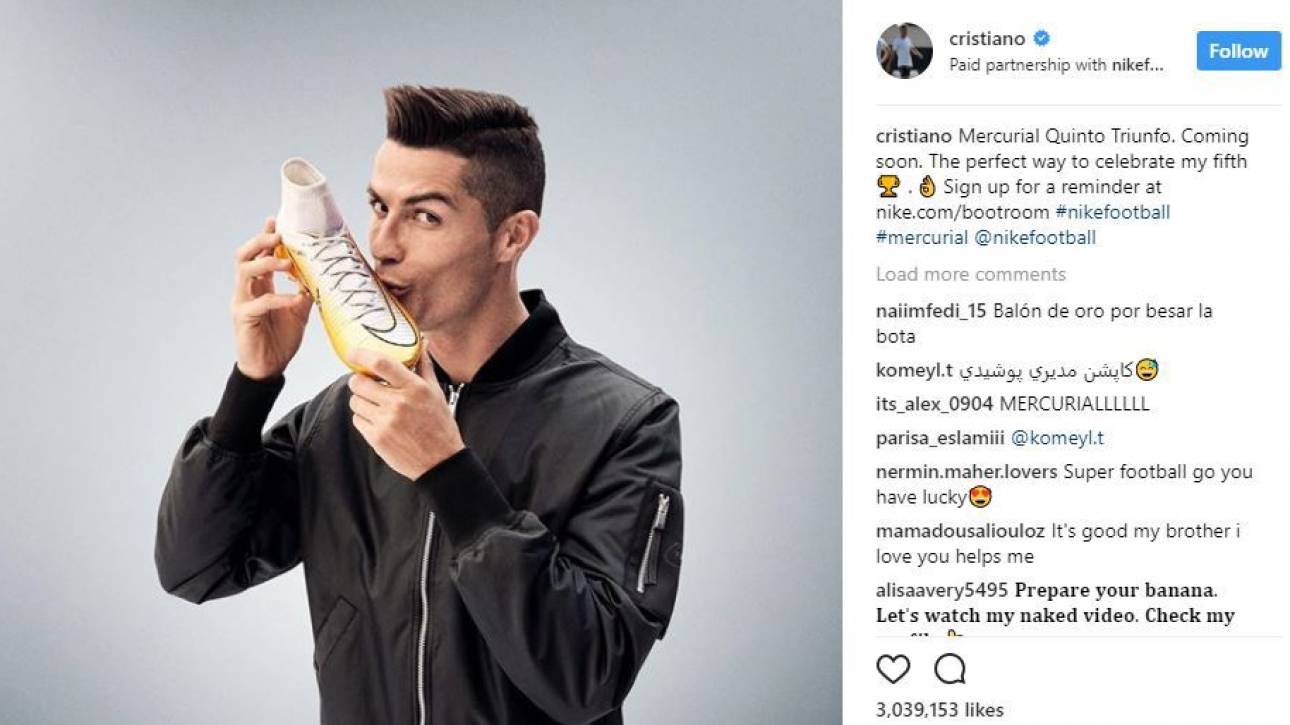 cristiano
Follow
Paid partnership with nikef...
cristiano Mercurial Quinto Triunfo. Coming
soon. The perfect way to celebrate my fifth
🏆 . 👌 Sign up for a reminder at
nike.com/bootroom #nikefootball
#mercurial @nikefootball
Load more comments
naiimfedi_15 Balón de oro por besar la
bota
komeyl.t كاپشن مديري پوشيدي😅
its_alex_0904 MERCURIALLLLLL
parisa_eslamiii @komeyl.t
nermin.maher.lovers Super football go you
have lucky😍
mamadousaliouloz It's good my brother i
love you helps me
alisaavery5495 Prepare your banana.
Let's watch my naked video. Check my
3,039,153 likes